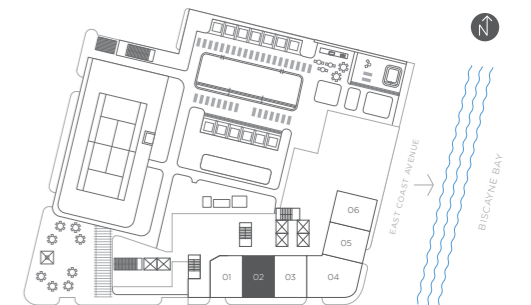 N
EAST COAST AVENUE
BISCAYNE BAY
06
05
01 02 03 04